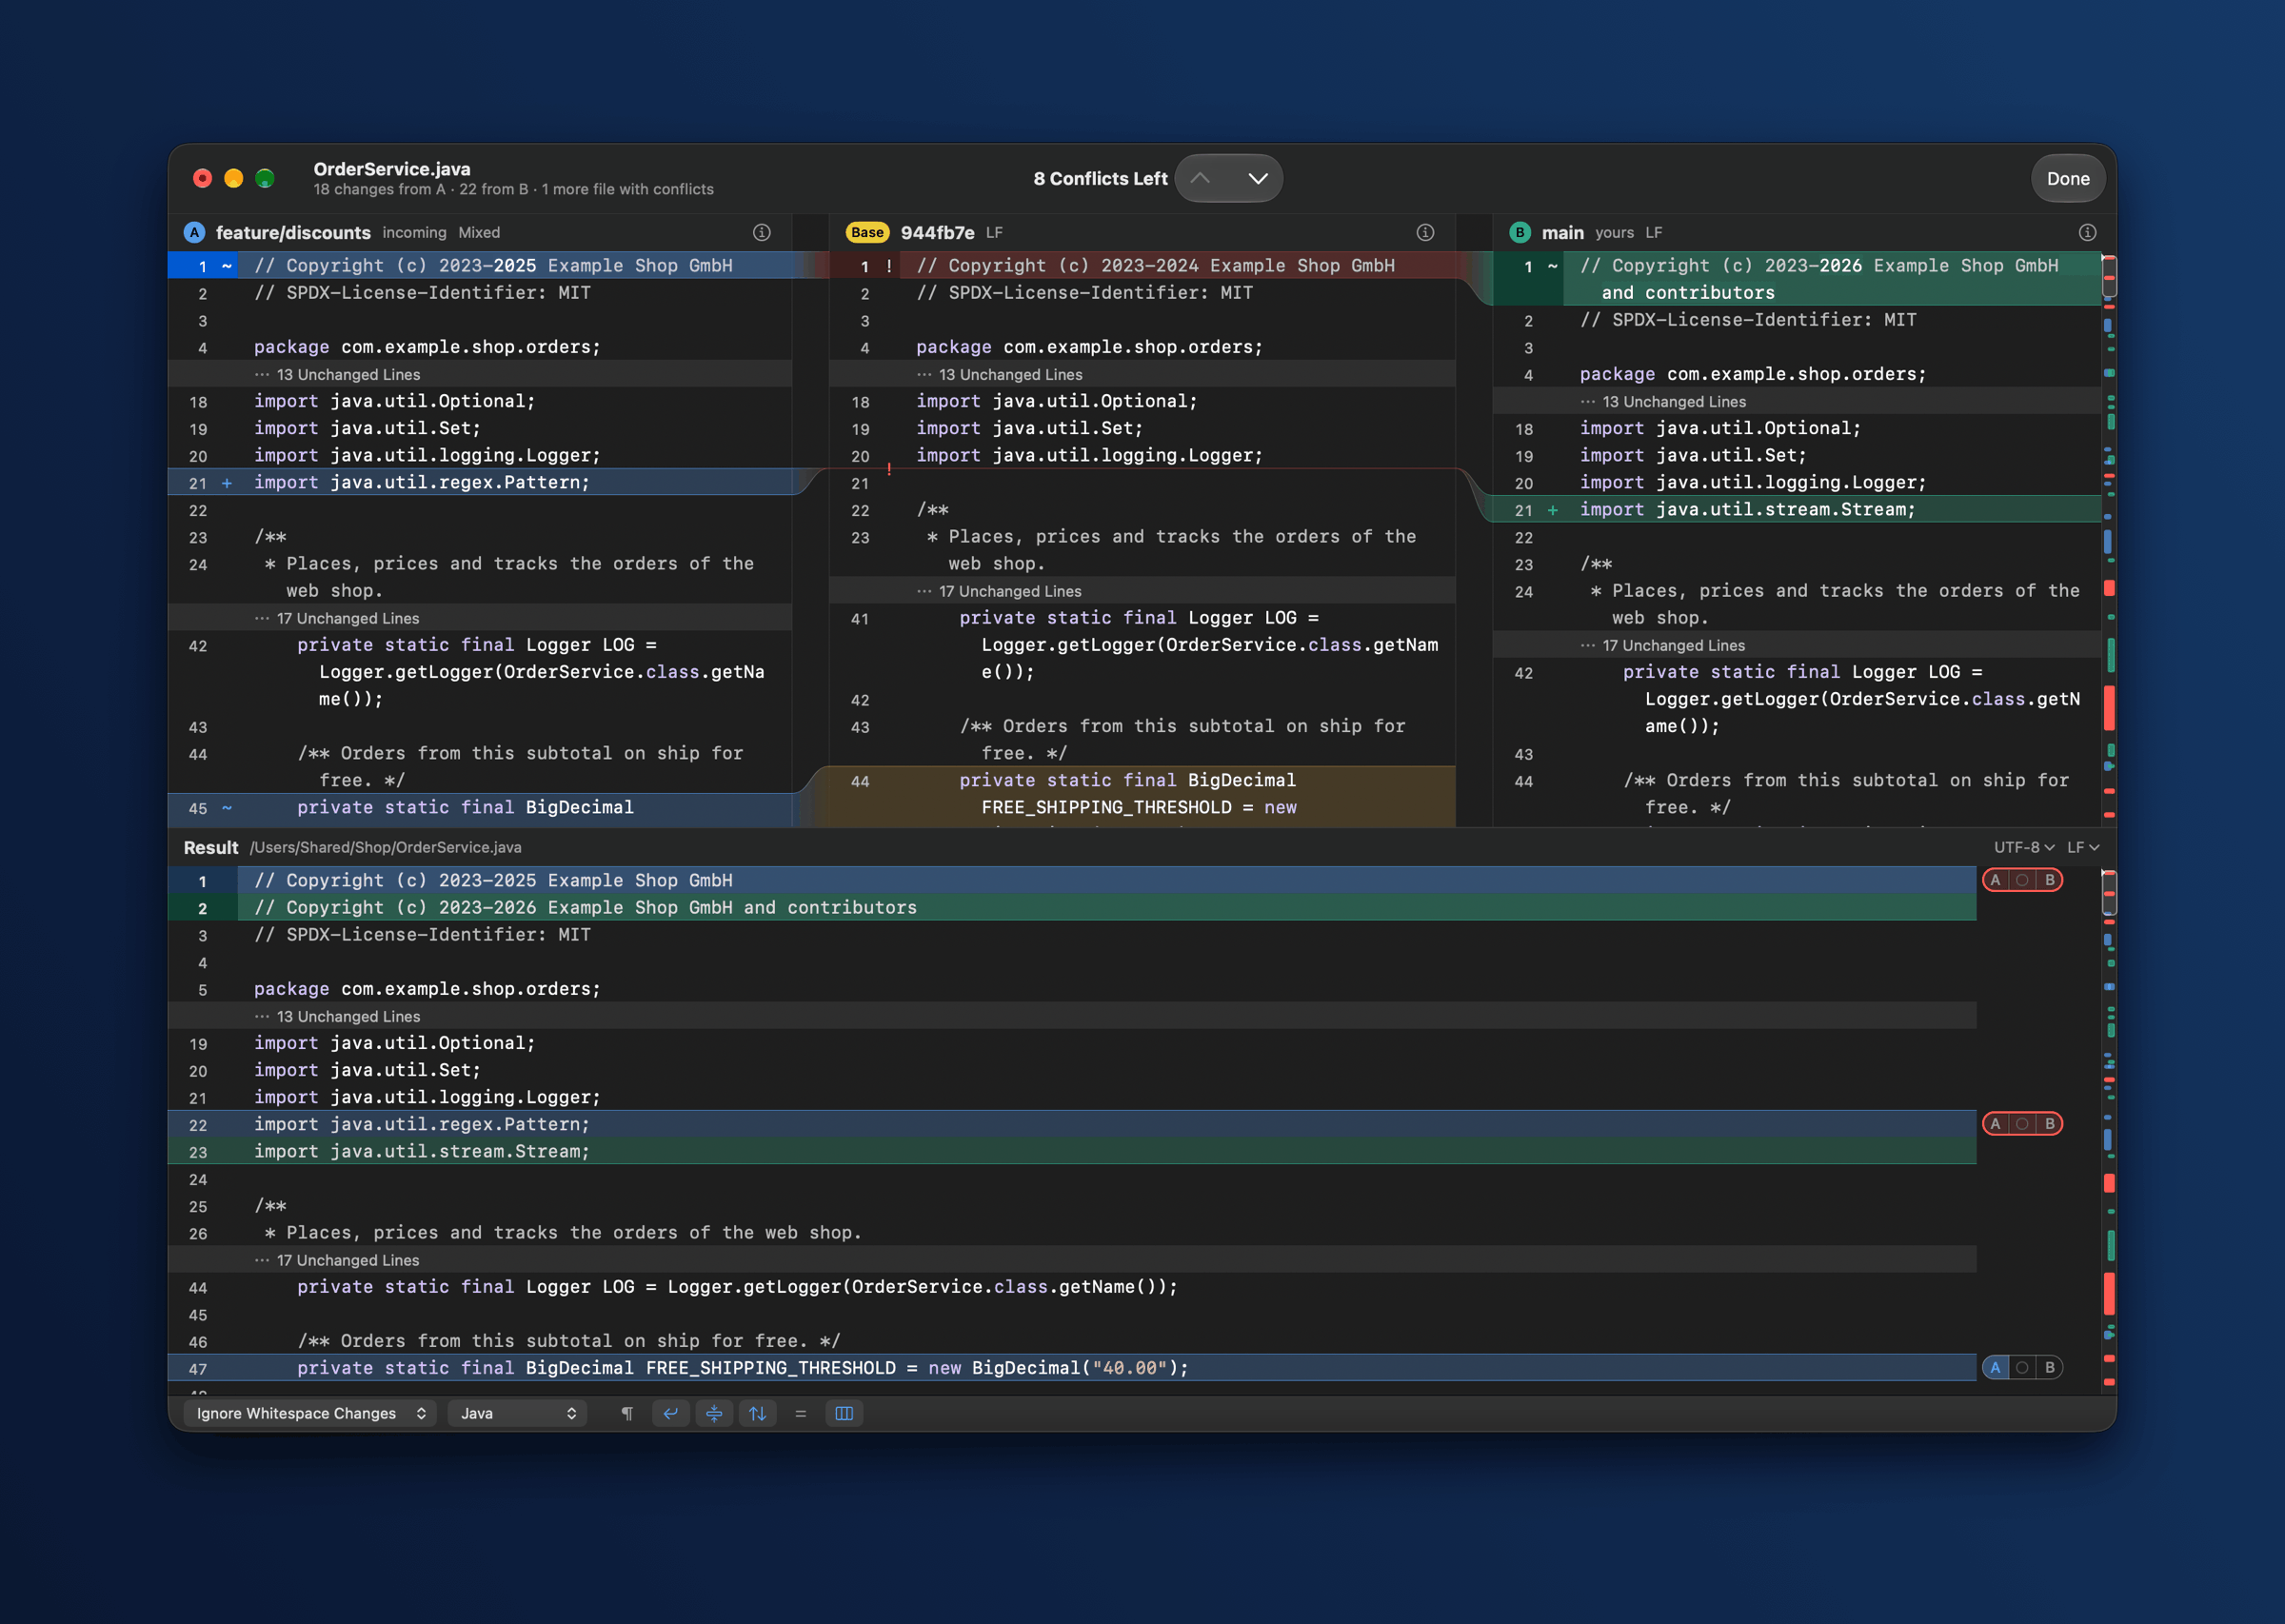 OrderService.java
18 changes from A · 22 from B · 1 more file with conflicts
8 Conflicts Left
Done
A feature/discounts incoming Mixed
1 ~ // Copyright (c) 2023–2025 Example Shop GmbH
2 // SPDX-License-Identifier: MIT
3
4 package com.example.shop.orders;
··· 13 Unchanged Lines
18 import java.util.Optional;
19 import java.util.Set;
20 import java.util.logging.Logger;
21 + import java.util.regex.Pattern;
22
23 /**
24 * Places, prices and tracks the orders of the
web shop.
··· 17 Unchanged Lines
42 private static final Logger LOG =
Logger.getLogger(OrderService.class.getNa
me());
43
44 /** Orders from this subtotal on ship for
free. */
45 ~ private static final BigDecimal
Base 944fb7e LF
1 ! // Copyright (c) 2023–2024 Example Shop GmbH
2 // SPDX-License-Identifier: MIT
3
4 package com.example.shop.orders;
··· 13 Unchanged Lines
18 import java.util.Optional;
19 import java.util.Set;
20 import java.util.logging.Logger;
!
21
22 /**
23 * Places, prices and tracks the orders of the
web shop.
··· 17 Unchanged Lines
41 private static final Logger LOG =
Logger.getLogger(OrderService.class.getNam
e());
42
43 /** Orders from this subtotal on ship for
free. */
44 private static final BigDecimal
FREE_SHIPPING_THRESHOLD = new
B main yours LF
1 ~ // Copyright (c) 2023–2026 Example Shop GmbH
and contributors
2 // SPDX-License-Identifier: MIT
3
4 package com.example.shop.orders;
··· 13 Unchanged Lines
18 import java.util.Optional;
19 import java.util.Set;
20 import java.util.logging.Logger;
21 + import java.util.stream.Stream;
22
23 /**
24 * Places, prices and tracks the orders of the
web shop.
··· 17 Unchanged Lines
42 private static final Logger LOG =
Logger.getLogger(OrderService.class.getN
ame());
43
44 /** Orders from this subtotal on ship for
free. */
Result /Users/Shared/Shop/OrderService.java
UTF-8 LF
1 // Copyright (c) 2023–2025 Example Shop GmbH
A B
2 // Copyright (c) 2023–2026 Example Shop GmbH and contributors
3 // SPDX-License-Identifier: MIT
4
5 package com.example.shop.orders;
··· 13 Unchanged Lines
19 import java.util.Optional;
20 import java.util.Set;
21 import java.util.logging.Logger;
22 import java.util.regex.Pattern;
A B
23 import java.util.stream.Stream;
24
25 /**
26 * Places, prices and tracks the orders of the web shop.
··· 17 Unchanged Lines
44 private static final Logger LOG = Logger.getLogger(OrderService.class.getName());
45
46 /** Orders from this subtotal on ship for free. */
47 private static final BigDecimal FREE_SHIPPING_THRESHOLD = new BigDecimal("40.00");
A B
Ignore Whitespace Changes
Java
¶
=